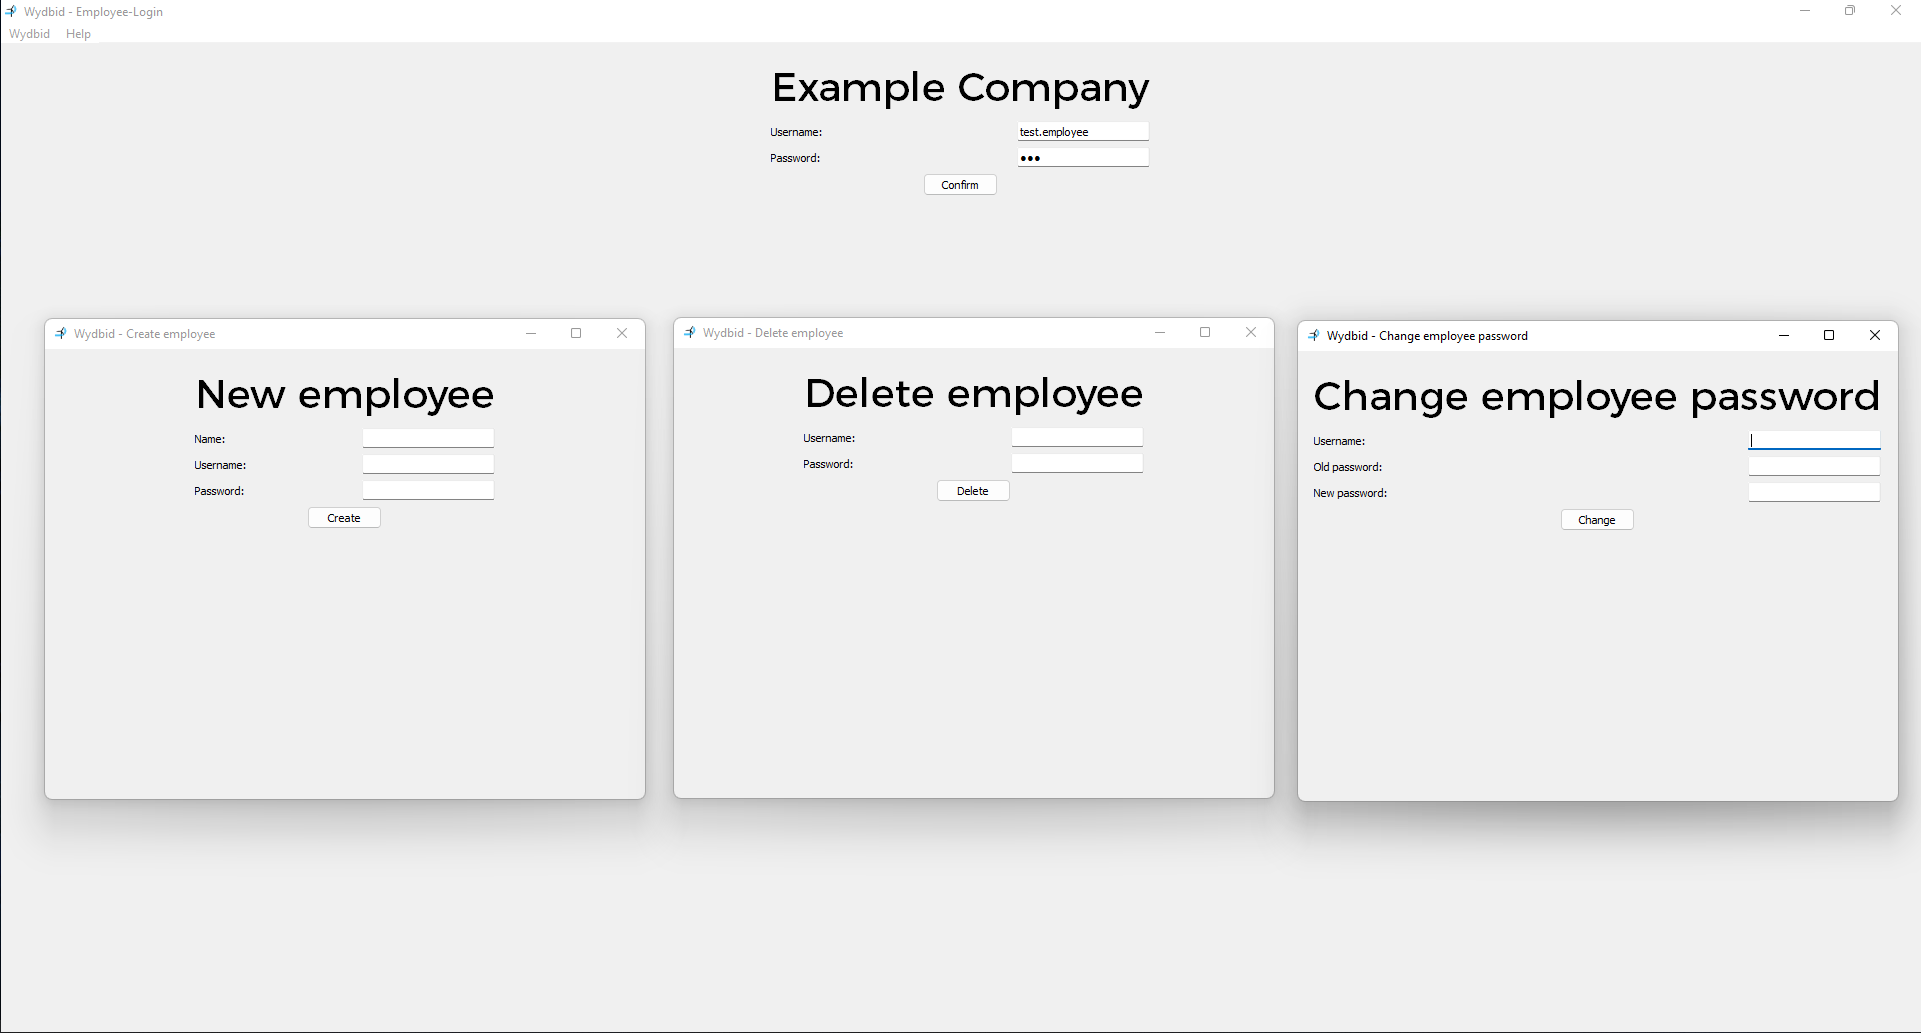 Wydbid - Employee-Login
Wydbid Help
Example Company
Username: test.employee
Password: •••
Confirm
Wydbid - Create employee
New employee
Name:
Username:
Password:
Create
Wydbid - Delete employee
Delete employee
Username:
Password:
Delete
Wydbid - Change employee password
Change employee password
Username:
Old password:
New password:
Change